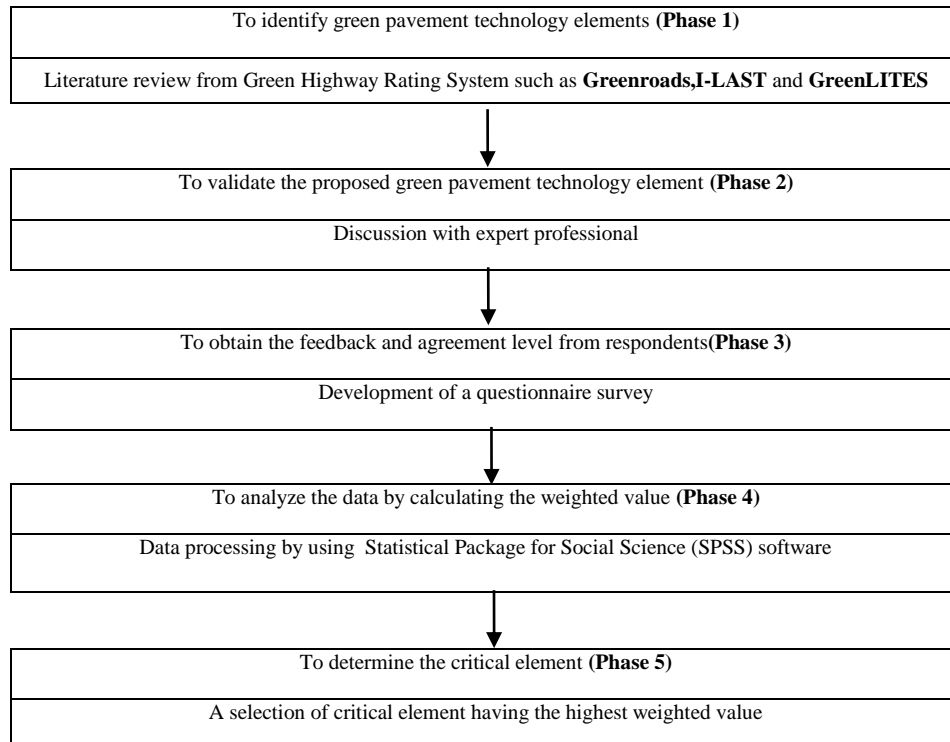 To identify green pavement technology elements (Phase 1)
Literature review from Green Highway Rating System such as Greenroads,I-LAST and GreenLITES
To validate the proposed green pavement technology element (Phase 2)
Discussion with expert professional
To obtain the feedback and agreement level from respondents(Phase 3)
Development of a questionnaire survey
To analyze the data by calculating the weighted value (Phase 4)
Data processing by using Statistical Package for Social Science (SPSS) software
To determine the critical element (Phase 5)
A selection of critical element having the highest weighted value